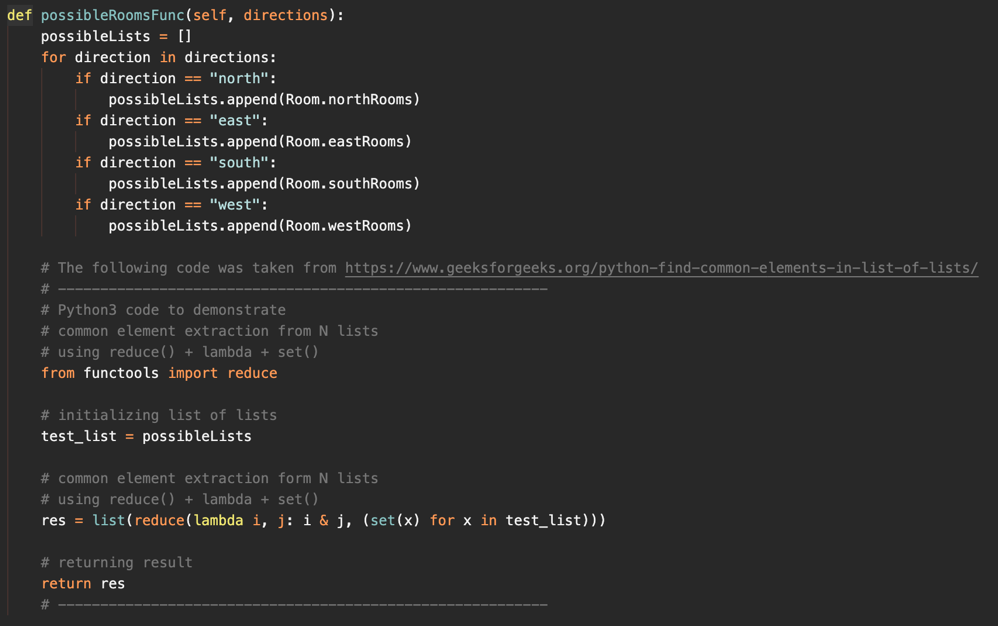 def possibleRoomsFunc(self, directions):
    possibleLists = []
    for direction in directions:
        if direction == "north":
            possibleLists.append(Room.northRooms)
        if direction == "east":
            possibleLists.append(Room.eastRooms)
        if direction == "south":
            possibleLists.append(Room.southRooms)
        if direction == "west":
            possibleLists.append(Room.westRooms)

    # The following code was taken from https://www.geeksforgeeks.org/python-find-common-elements-in-list-of-lists/
    # ----------------------------------------------------------
    # Python3 code to demonstrate
    # common element extraction from N lists
    # using reduce() + lambda + set()
    from functools import reduce

    # initializing list of lists
    test_list = possibleLists

    # common element extraction form N lists
    # using reduce() + lambda + set()
    res = list(reduce(lambda i, j: i & j, (set(x) for x in test_list)))

    # returning result
    return res
    # ----------------------------------------------------------